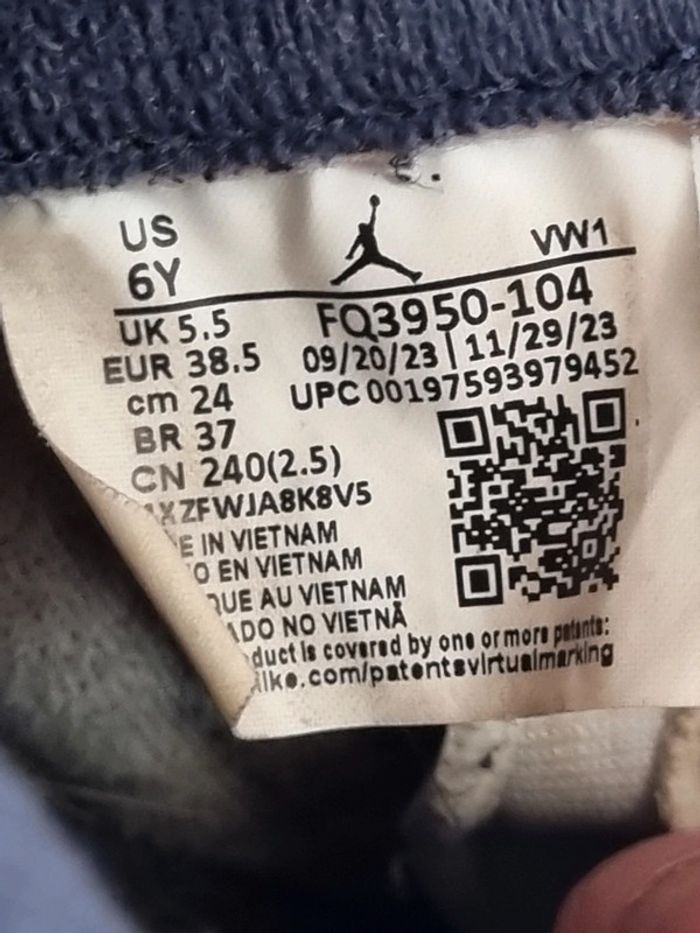 US
6Y
VW1
UK 5.5
FQ3950-104
EUR 38.5
09/20/23 | 11/29/23
cm 24
UPC 00197593979452
BR 37
CN 240(2.5)
XZFWJA8K8V5
E IN VIETNAM
O EN VIETNAM
QUE AU VIETNAM
ADO NO VIETNÃ
duct is covered by one or more patents:
ike.com/patentsvirtualmarking